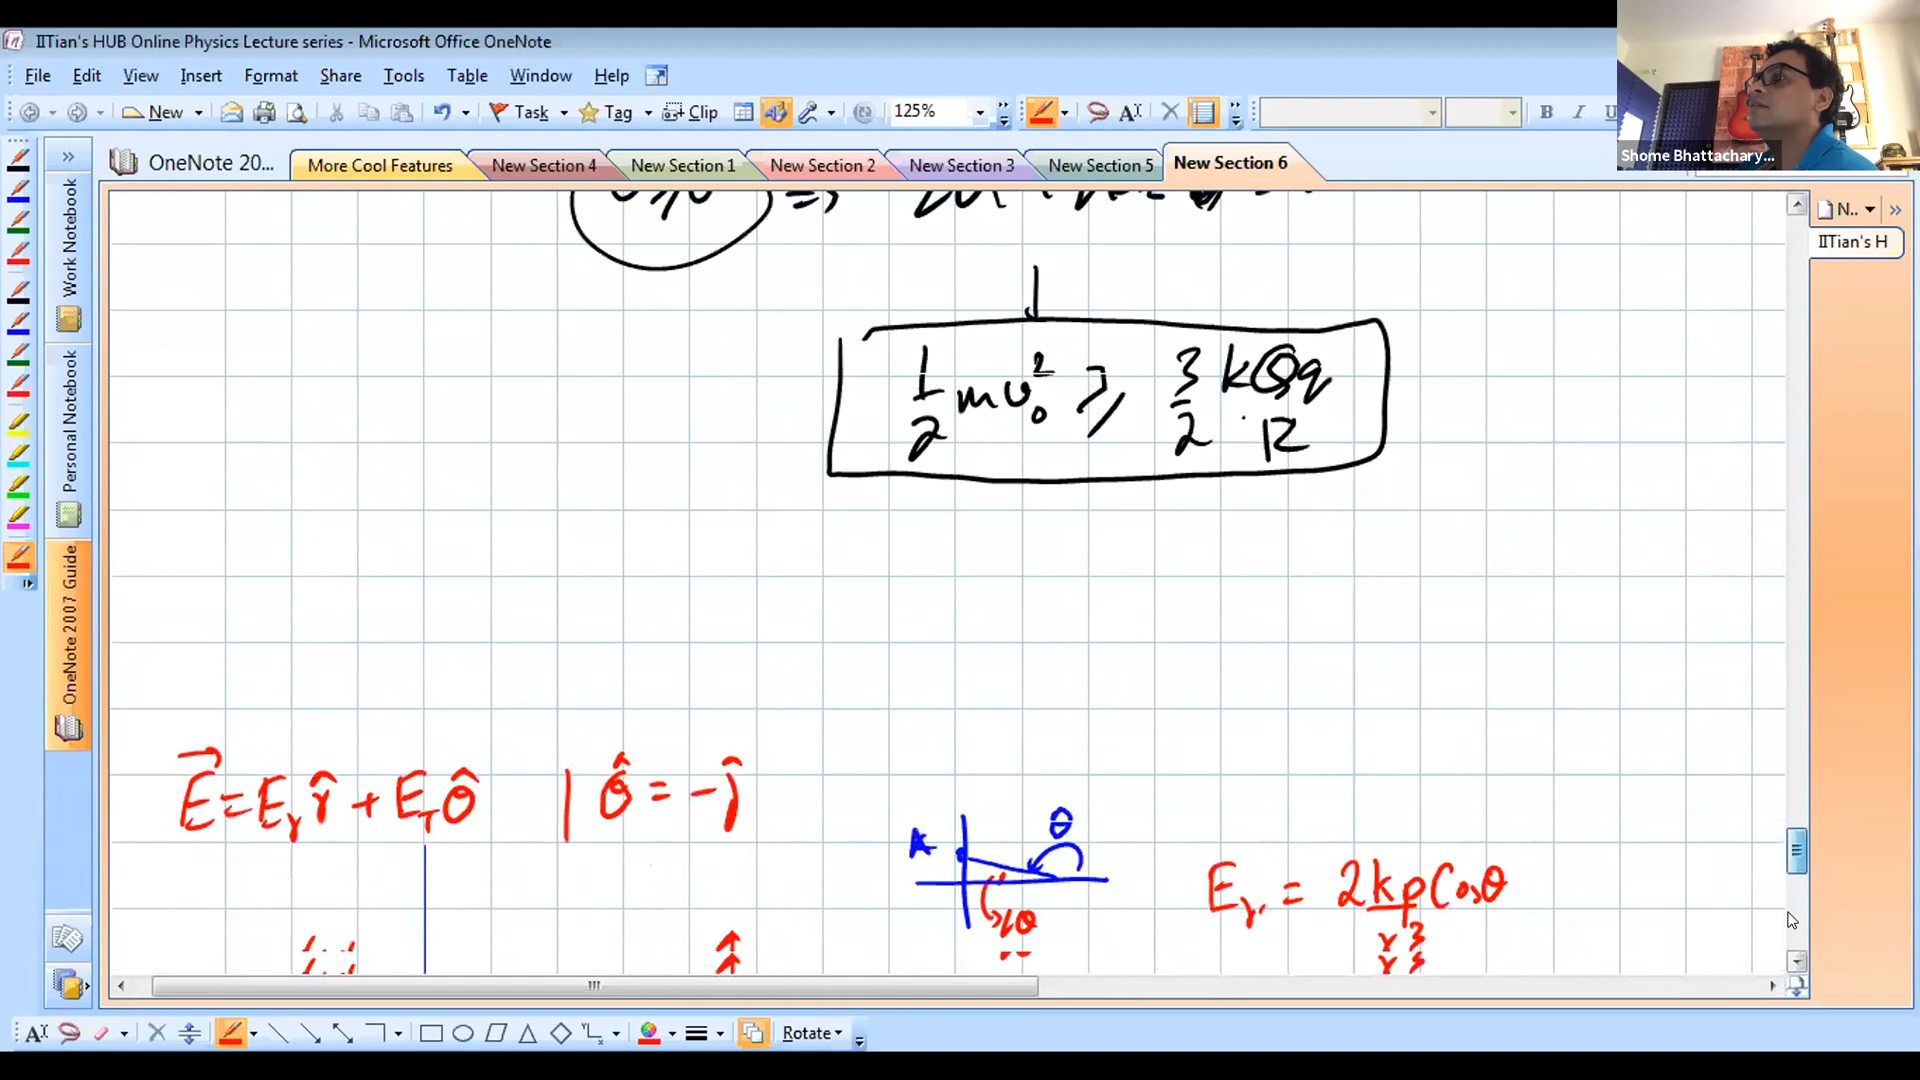 IITian's HUB Online Physics Lecture series - Microsoft Office OneNote
File Edit View Insert Format Share Tools Table Window Help
New Task Tag Clip 125% B I U
Shome Bhattachary...
OneNote 20... More Cool Features New Section 4 New Section 1 New Section 2 New Section 3 New Section 5 New Section 6
N..
IITian's H
Work Notebook
Personal Notebook
OneNote 2007 Guide
1/2 mv₀² ≥ 3/2 kQq/R
E⃗ = E_r r̂ + E_T θ̂ | θ̂ = -ĵ
A θ
θ
E_r = 2kp Cosθ / r³
Rotate